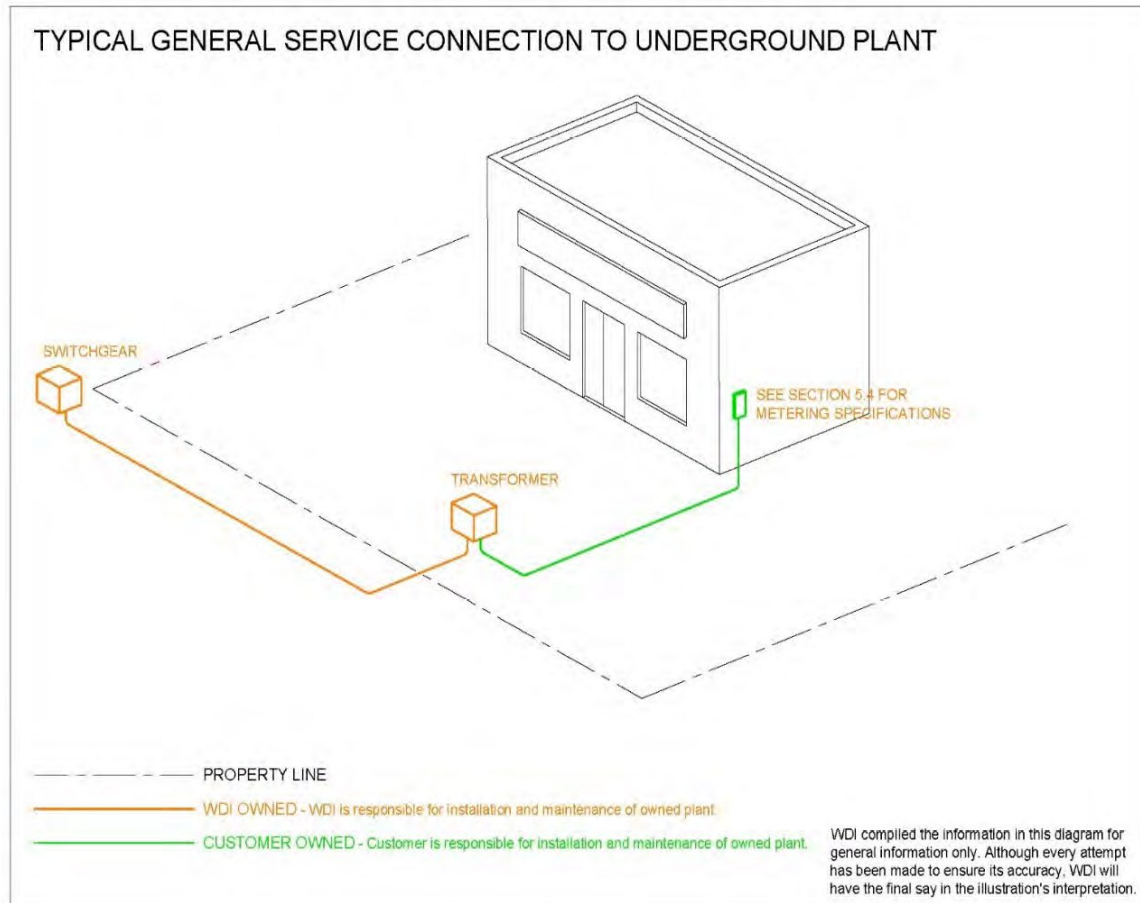 TYPICAL GENERAL SERVICE CONNECTION TO UNDERGROUND PLANT
SWITCHGEAR
SEE SECTION 5.4 FOR
METERING SPECIFICATIONS
TRANSFORMER
PROPERTY LINE
WDI OWNED - WDI is responsible for installation and maintenance of owned plant.
CUSTOMER OWNED - Customer is responsible for installation and maintenance of owned plant.
WDI compiled the information in this diagram for
general information only. Although every attempt
has been made to ensure its accuracy, WDI will
have the final say in the illustration's interpretation.